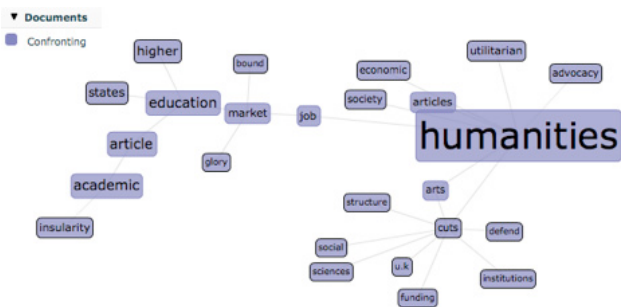 ▼ Documents
Confronting
higher
bound
utilitarian
economic
advocacy
states
education
society
articles
market
job
humanities
article
glory
academic
arts
structure
insularity
cuts
defend
social
sciences
u.k
institutions
funding